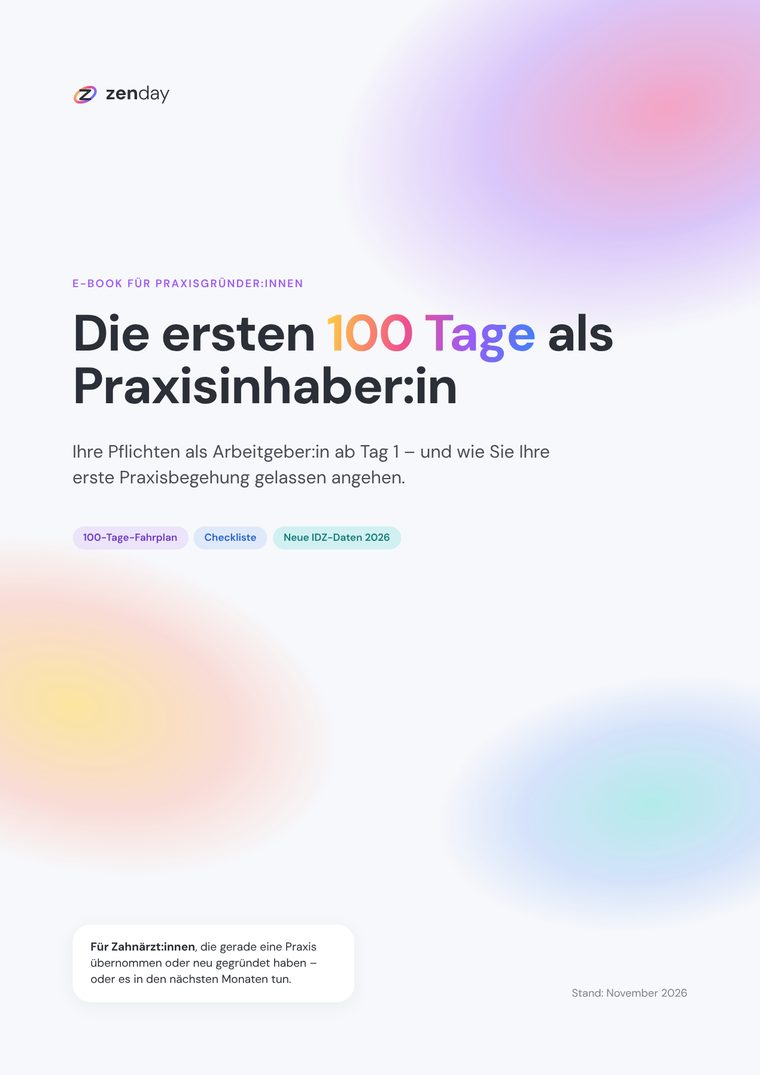 zenday
E-BOOK FÜR PRAXISGRÜNDER:INNEN
Die ersten 100 Tage als
Praxisinhaber:in
Ihre Pflichten als Arbeitgeber:in ab Tag 1 – und wie Sie Ihre
erste Praxisbegehung gelassen angehen.
100-Tage-Fahrplan Checkliste Neue IDZ-Daten 2026
Für Zahnärzt:innen, die gerade eine Praxis
übernommen oder neu gegründet haben –
oder es in den nächsten Monaten tun.
Stand: November 2026